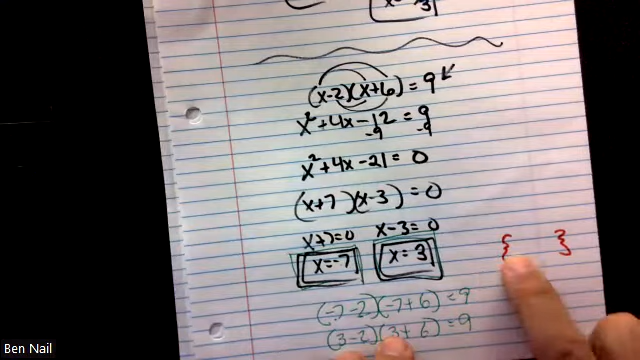 x = -3
(x-2)(x+6) = 9
x² + 4x - 12 = 9
-9 -9
x² + 4x - 21 = 0
(x+7)(x-3) = 0
x+7=0 x-3=0
x=-7 x=3
{ }
(-7-2)(-7+6)=9
(3-2)(3+6)=9
Ben Nail